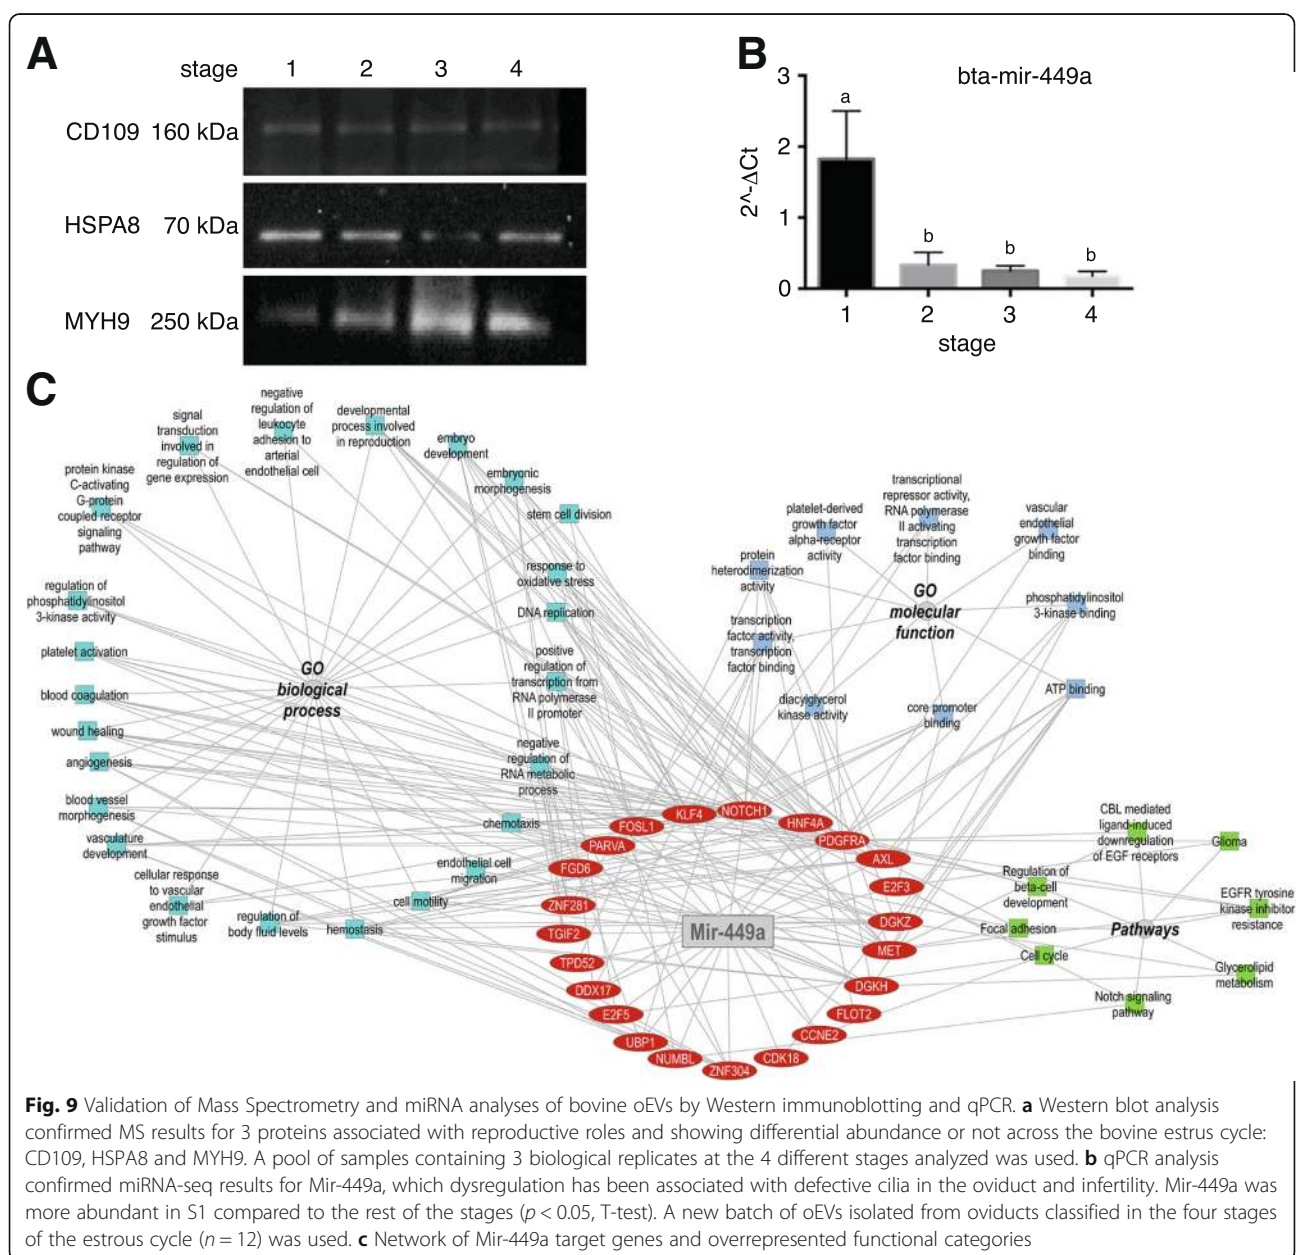 A
stage 1 2 3 4
CD109 160 kDa
HSPA8 70 kDa
MYH9 250 kDa
B
bta-mir-449a
3
2
1
0
2^-ΔCt
a
b
b
b
1 2 3 4
stage
C
signal
transduction
involved in
regulation of
gene expression
negative
regulation of
leukocyte
adhesion to
arterial
endothelial cell
developmental
process involved
in reproduction
embryo
development
embryonic
morphogenesis
stem cell division
protein kinase
C-activating
G-protein
coupled receptor
signaling
pathway
response to
oxidative stress
DNA replication
regulation of
phosphatidylinositol
3-kinase activity
platelet activation
blood coagulation
wound healing
angiogenesis
blood vessel
morphogenesis
vasculature
development
cellular response
to vascular
endothelial
growth factor
stimulus
regulation of
body fluid levels
hemostasis
cell motility
endothelial cell
migration
chemotaxis
negative
regulation of
RNA metabolic
process
positive
regulation of
transcription from
RNA polymerase
II promoter
GO
biological
process
platelet-derived
growth factor
alpha-receptor
activity
transcriptional
repressor activity,
RNA polymerase
II activating
transcription
factor binding
vascular
endothelial
growth factor
binding
protein
heterodimerization
activity
GO
molecular
function
phosphatidylinositol
3-kinase binding
transcription
factor activity,
transcription
factor binding
diacylglycerol
kinase activity
core promoter
binding
ATP binding
KLF4
NOTCH1
HNF4A
PDGFRA
AXL
E2F3
DGKZ
MET
DGKH
FLOT2
CCNE2
CDK18
ZNF304
NUMBL
UBP1
E2F5
DDX17
TPD52
TGIF2
ZNF281
FGD6
PARVA
FOSL1
Mir-449a
CBL mediated
ligand-induced
downregulation
of EGF receptors
Glioma
Regulation of
beta-cell
development
EGFR tyrosine
kinase inhibitor
resistance
Focal adhesion
Pathways
Cell cycle
Glycerolipid
metabolism
Notch signaling
pathway
Fig. 9 Validation of Mass Spectrometry and miRNA analyses of bovine oEVs by Western immunoblotting and qPCR. a Western blot analysis
confirmed MS results for 3 proteins associated with reproductive roles and showing differential abundance or not across the bovine estrus cycle:
CD109, HSPA8 and MYH9. A pool of samples containing 3 biological replicates at the 4 different stages analyzed was used. b qPCR analysis
confirmed miRNA-seq results for Mir-449a, which dysregulation has been associated with defective cilia in the oviduct and infertility. Mir-449a was
more abundant in S1 compared to the rest of the stages (p < 0.05, T-test). A new batch of oEVs isolated from oviducts classified in the four stages
of the estrous cycle (n = 12) was used. c Network of Mir-449a target genes and overrepresented functional categories